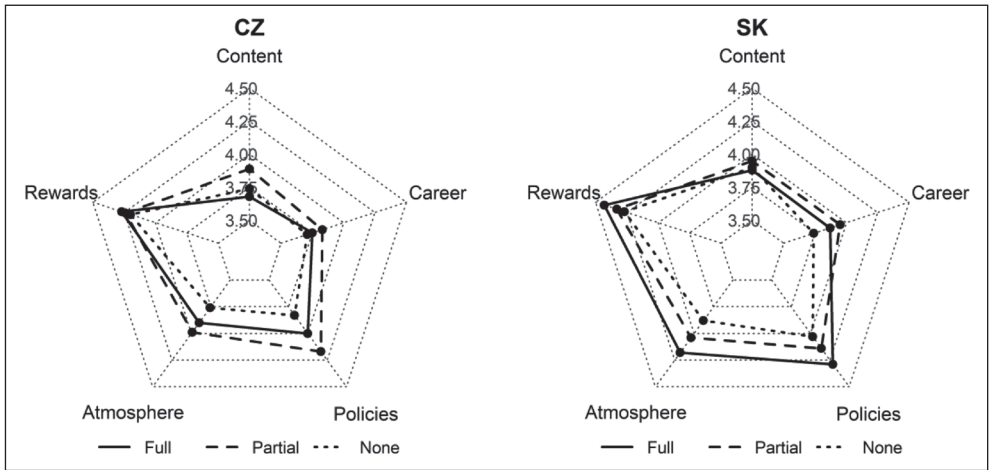 CZ
Content
4.50
4.25
4.00
3.75
3.50
Rewards
Career
Atmosphere
Policies
Full
Partial
None
SK
Content
4.50
4.25
4.00
3.75
3.50
Rewards
Career
Atmosphere
Policies
Full
Partial
None